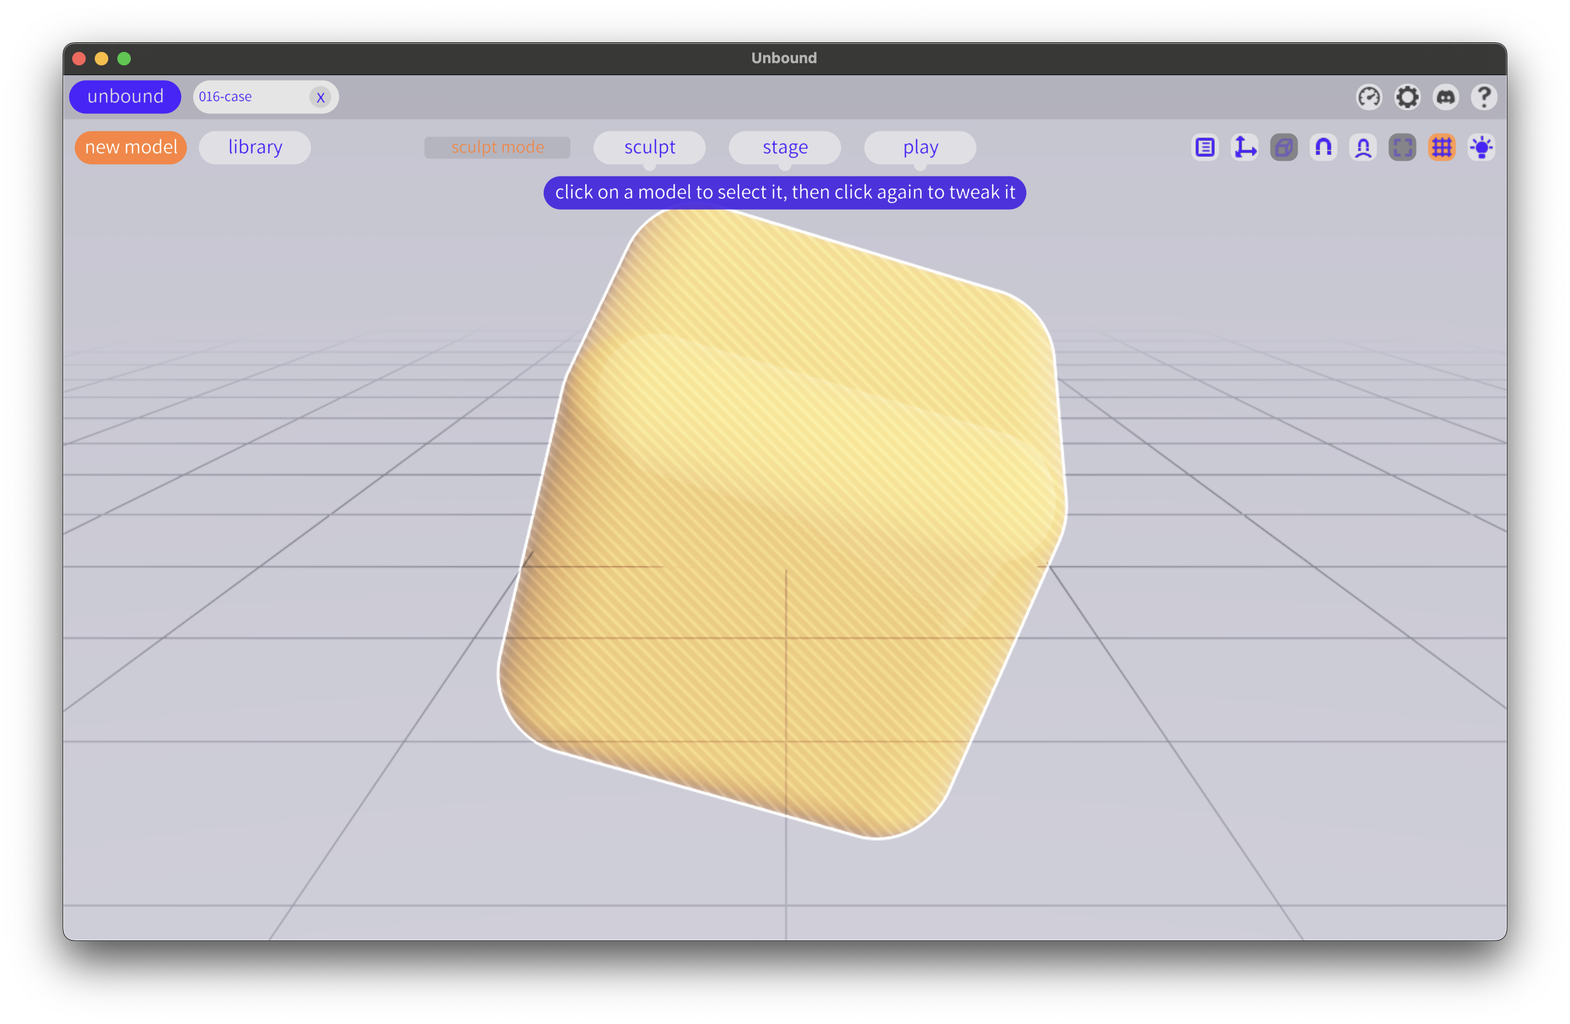 Unbound
unbound
016-case
X
new model
library
sculpt mode
sculpt
stage
play
click on a model to select it, then click again to tweak it
?